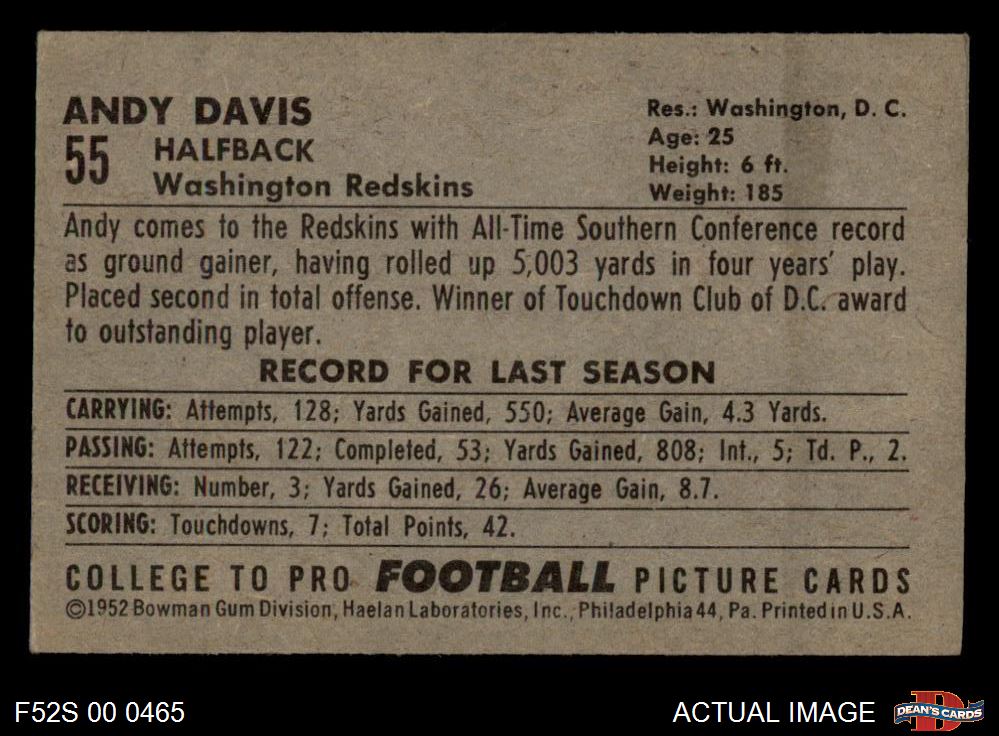 ANDY DAVIS
55
HALFBACK
Washington Redskins
Res.: Washington, D. C.
Age: 25
Height: 6 ft.
Weight: 185
Andy comes to the Redskins with All-Time Southern Conference record
as ground gainer, having rolled up 5,003 yards in four years' play.
Placed second in total offense. Winner of Touchdown Club of D.C. award
to outstanding player.
RECORD FOR LAST SEASON
CARRYING: Attempts, 128; Yards Gained, 550; Average Gain, 4.3 Yards.
PASSING: Attempts, 122; Completed, 53; Yards Gained, 808; Int., 5; Td. P., 2.
RECEIVING: Number, 3; Yards Gained, 26; Average Gain, 8.7.
SCORING: Touchdowns, 7; Total Points, 42.
COLLEGE TO PRO FOOTBALL PICTURE CARDS
©1952 Bowman Gum Division, Haelan Laboratories, Inc., Philadelphia 44, Pa. Printed in U.S.A.
F52S 00 0465
ACTUAL IMAGE
D
DEAN'S CARDS